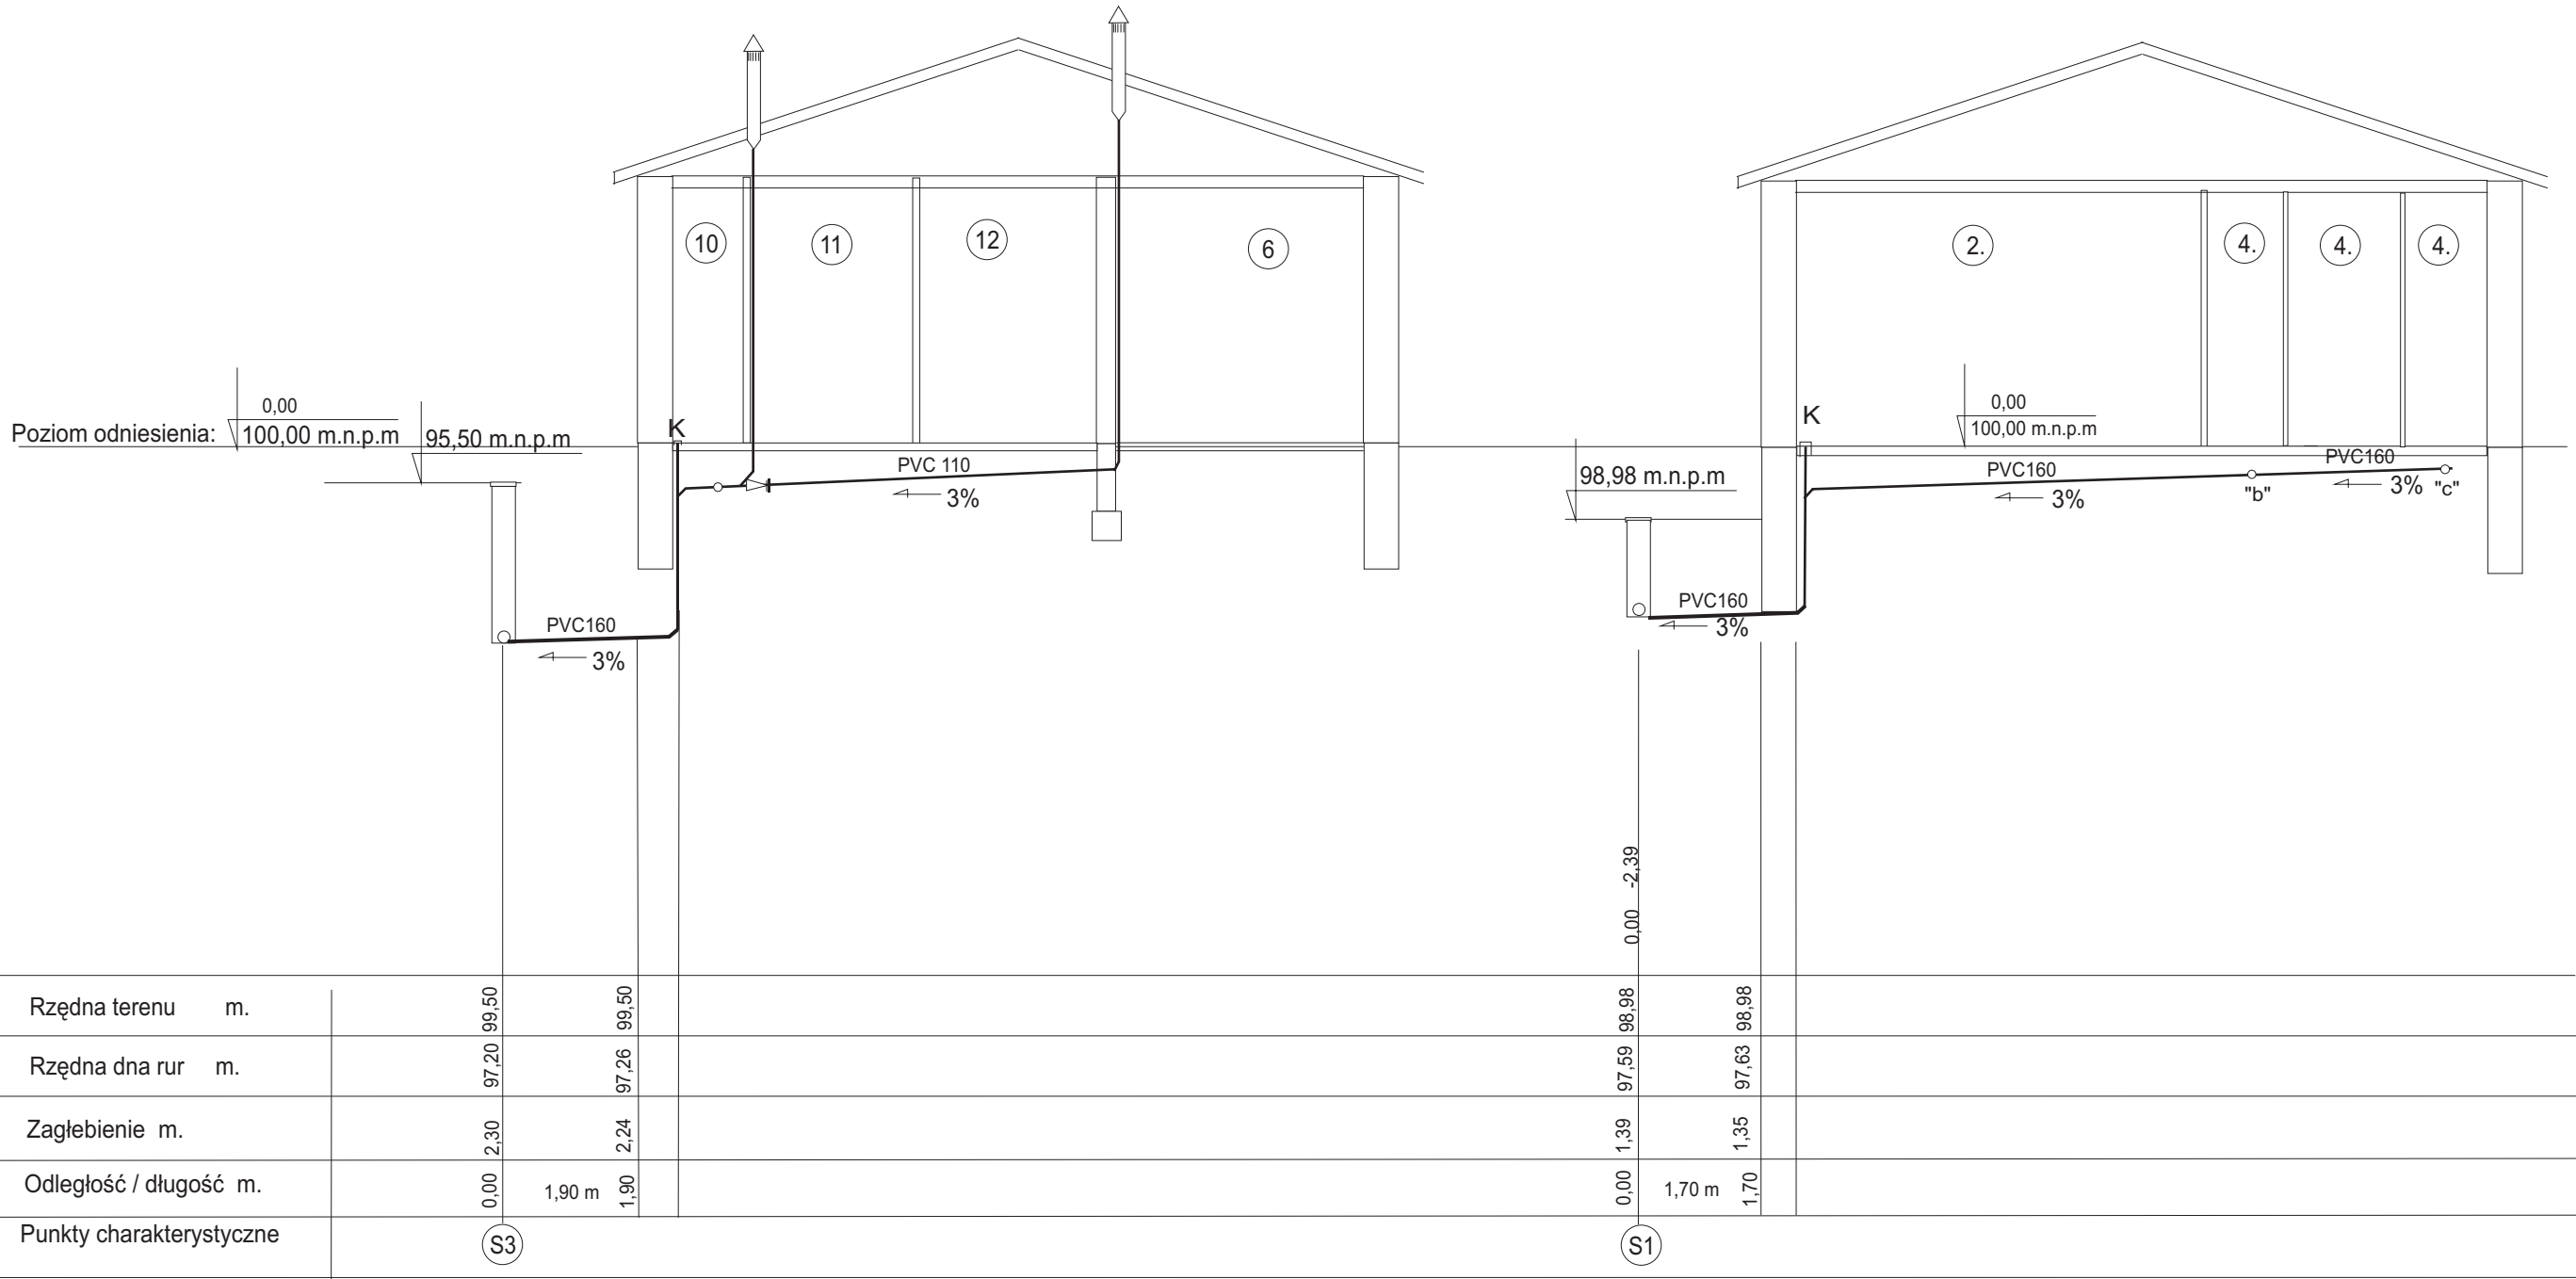 10
11
12
6
2.
4.
4.
4.
Poziom odniesienia:
0,00
100,00 m.n.p.m
95,50 m.n.p.m
K
PVC 110
3%
PVC160
3%
98,98 m.n.p.m
K
0,00
100,00 m.n.p.m
PVC160
3%
"b"
PVC160
3%
"c"
PVC160
3%
0,00 -2,39
Rzędna terenu m.
99,50
99,50
98,98
98,98
Rzędna dna rur m.
97,20
97,26
97,59
97,63
Zagłebienie m.
2,30
2,24
1,39
1,35
Odległość / długość m.
0,00
1,90 m
1,90
0,00
1,70 m
1,70
Punkty charakterystyczne
S3
S1